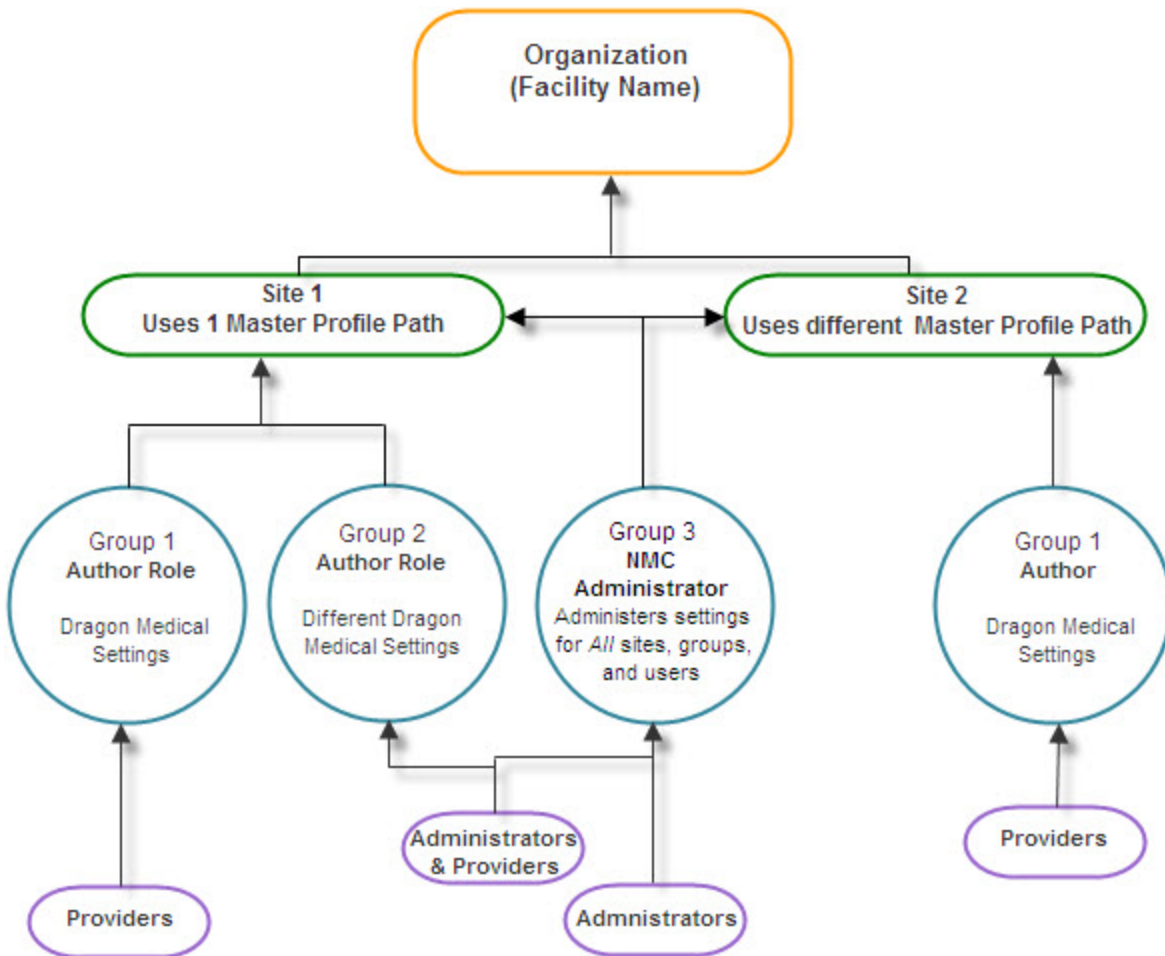 Organization
(Facility Name)
Site 1
Uses 1 Master Profile Path
Site 2
Uses different Master Profile Path
Group 1
Author Role
Dragon Medical
Settings
Group 2
Author Role
Different Dragon
Medical Settings
Group 3
NMC
Administrator
Administers settings
for All sites, groups,
and users
Group 1
Author
Dragon Medical
Settings
Administrators
& Providers
Providers
Providers
Admnistrators